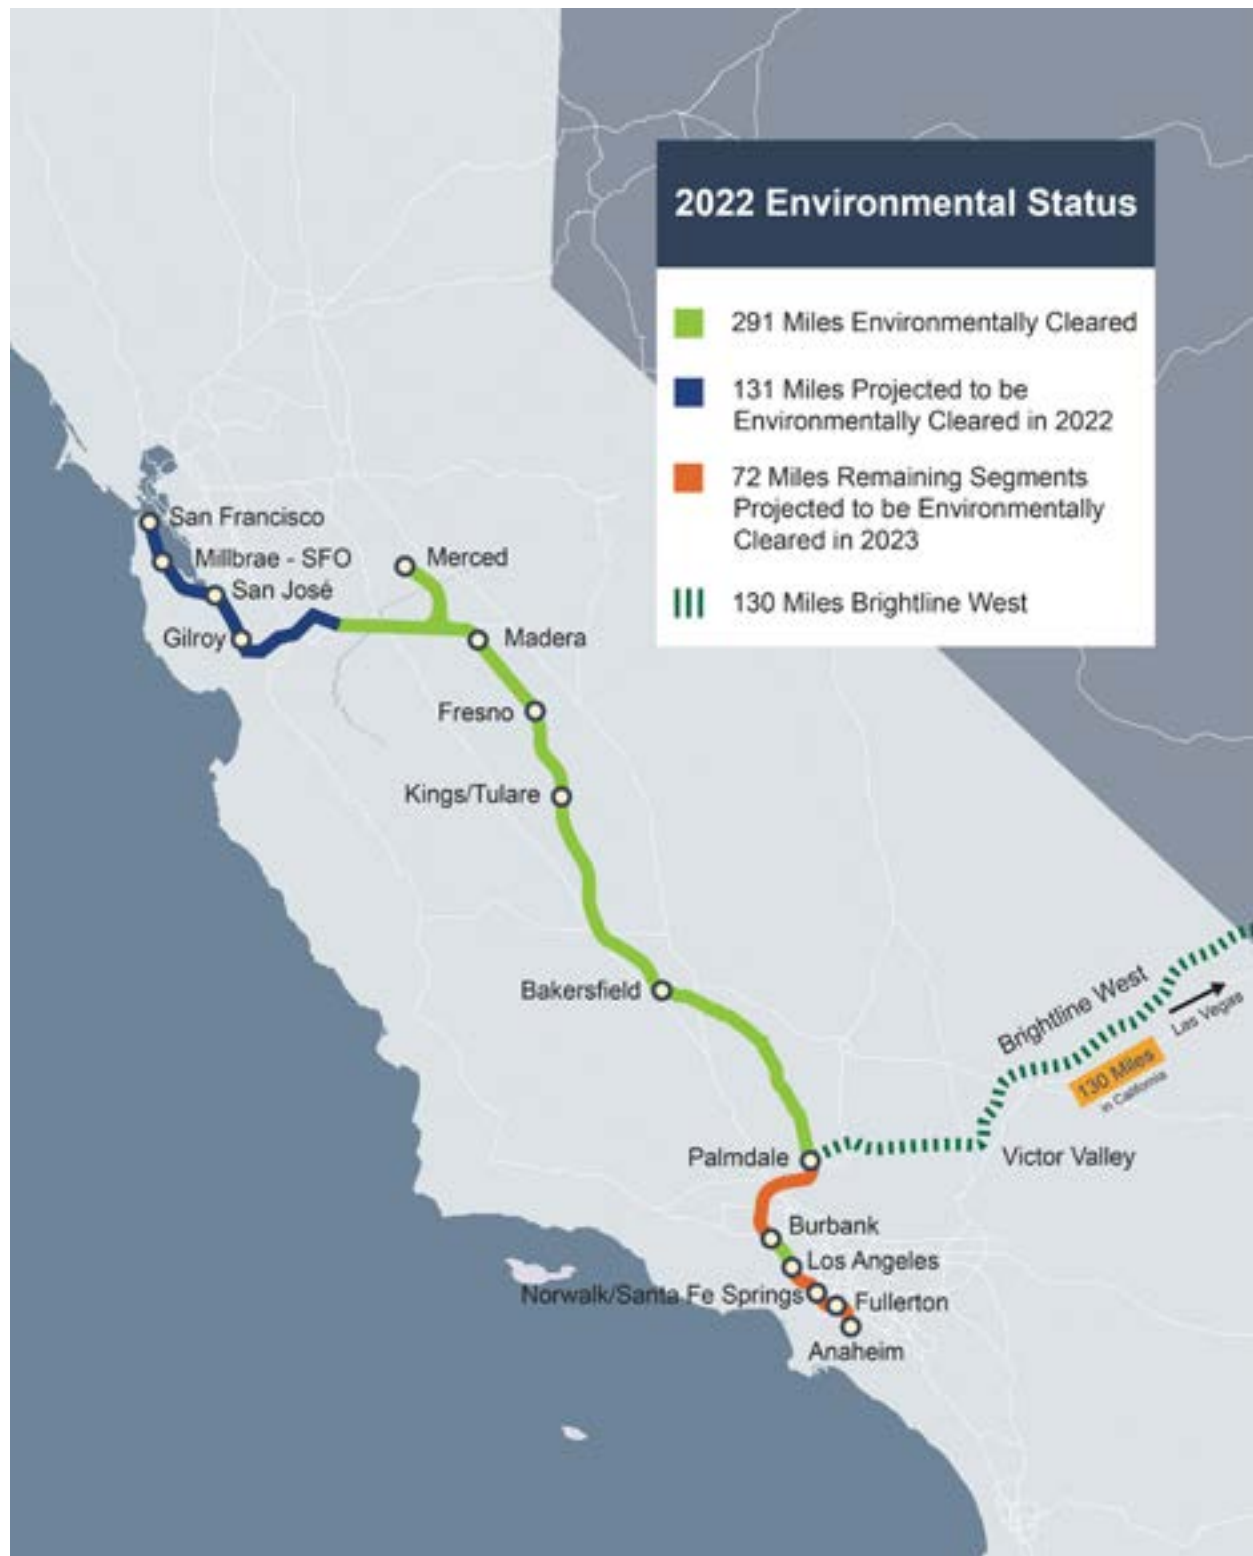 2022 Environmental Status
291 Miles Environmentally Cleared
131 Miles Projected to be
Environmentally Cleared in 2022
72 Miles Remaining Segments
Projected to be Environmentally
Cleared in 2023
130 Miles Brightline West
San Francisco
Millbrae - SFO
San José
Gilroy
Merced
Madera
Fresno
Kings/Tulare
Bakersfield
Brightline West
Las Vegas
130 Miles
in California
Palmdale
Victor Valley
Burbank
Los Angeles
Norwalk/Santa Fe Springs
Fullerton
Anaheim